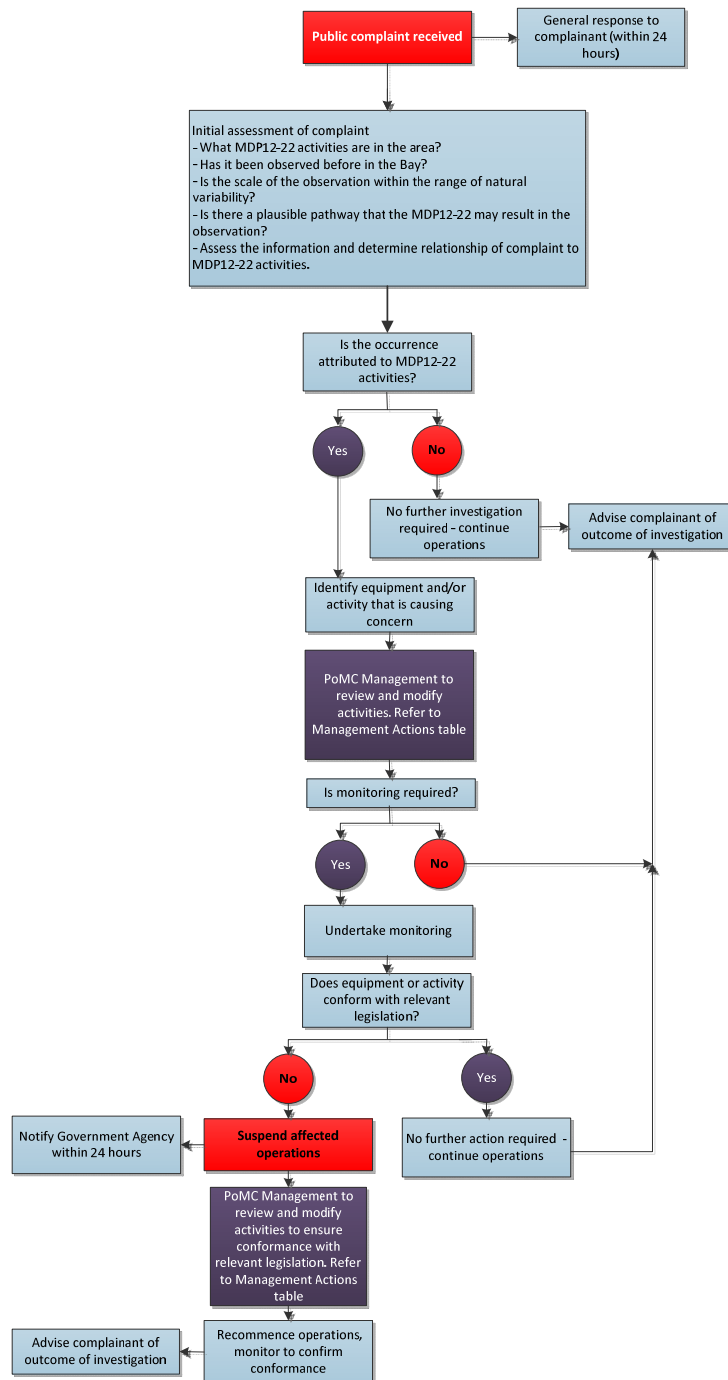 Public complaint received
General response to
complainant (within 24
hours)
Initial assessment of complaint
- What MDP12-22 activities are in the area?
- Has it been observed before in the Bay?
- Is the scale of the observation within the range of natural
variability?
- Is there a plausible pathway that the MDP12-22 may result in the
observation?
- Assess the information and determine relationship of complaint to
MDP12-22 activities.
Is the occurrence
attributed to MDP12-22
activities?
Yes
No
No further investigation
required - continue
operations
Advise complainant of
outcome of investigation
Identify equipment and/or
activity that is causing
concern
PoMC Management to
review and modify
activities. Refer to
Management Actions table
Is monitoring required?
Yes
No
Undertake monitoring
Does equipment or activity
conform with relevant
legislation?
No
Yes
Notify Government Agency
within 24 hours
Suspend affected
operations
No further action required -
continue operations
PoMC Management to
review and modify
activities to ensure
conformance with
relevant legislation. Refer
to Management Actions
table
Advise complainant of
outcome of investigation
Recommence operations,
monitor to confirm
conformance